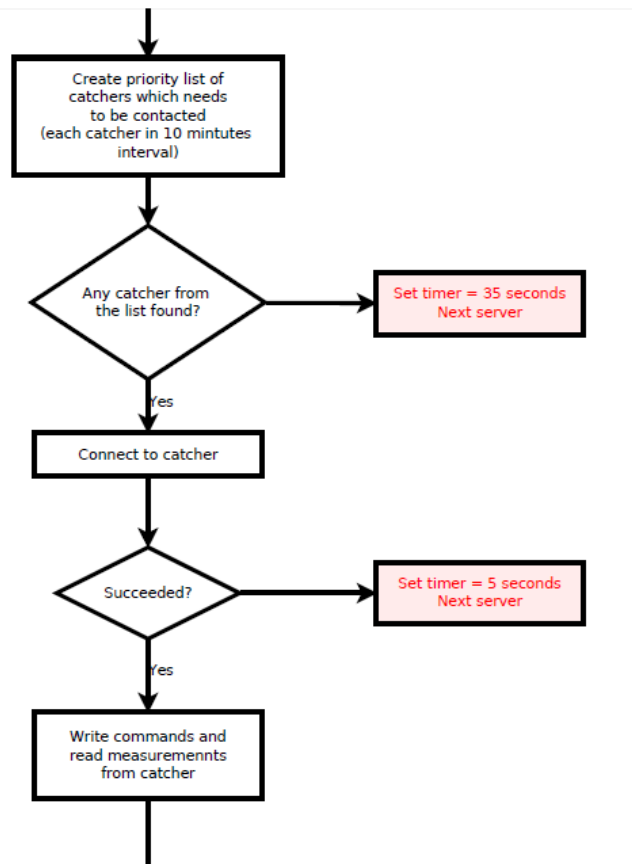 Create priority list of
catchers which needs
to be contacted
(each catcher in 10 mintutes
interval)
Any catcher from
the list found?
Set timer = 35 seconds
Next server
Yes
Connect to catcher
Succeeded?
Set timer = 5 seconds
Next server
Yes
Write commands and
read measuremennts
from catcher